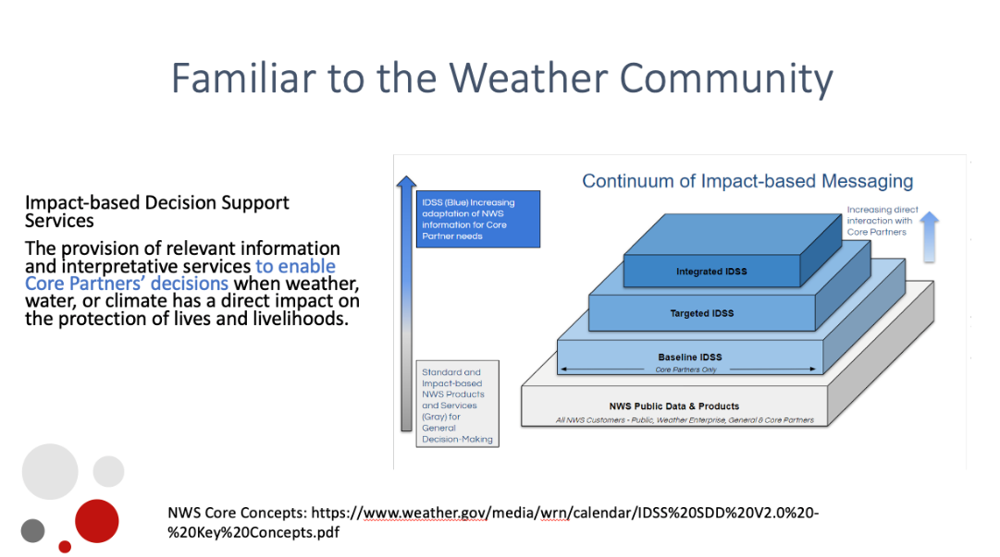 Familiar to the Weather Community
Impact-based Decision Support
Services
The provision of relevant information
and interpretative services to enable
Core Partners’ decisions when weather,
water, or climate has a direct impact on
the protection of lives and livelihoods.
Continuum of Impact-based Messaging
IDSS (Blue) Increasing
adaptation of NWS
information for Core
Partner needs
Increasing direct
interaction with
Core Partners
Integrated IDSS
Targeted IDSS
Baseline IDSS
Core Partners Only
Standard and
Impact-based
NWS Products
and Services
(Gray) for
General
Decision-Making
NWS Public Data & Products
All NWS Customers - Public, Weather Enterprise, General & Core Partners
NWS Core Concepts: https://www.weather.gov/media/wrn/calendar/IDSS%20SDD%20V2.0%20-
%20Key%20Concepts.pdf